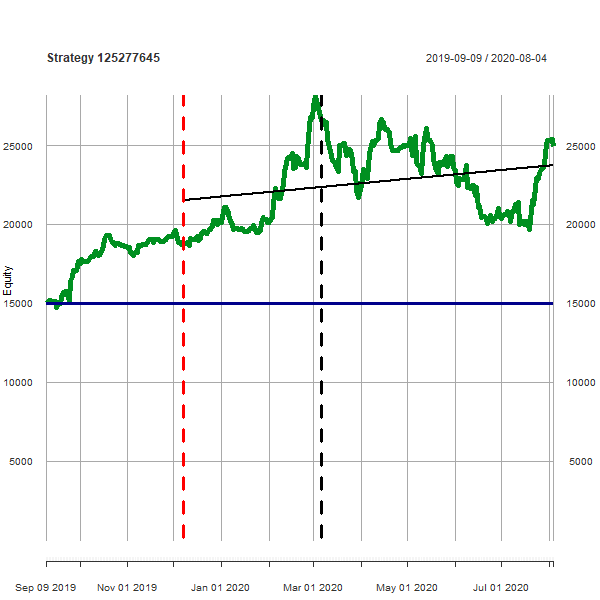 Strategy 125277645
2019-09-09 / 2020-08-04
25000
25000
20000
20000
Equity
15000
15000
10000
10000
5000
5000
Sep 09 2019
Nov 01 2019
Jan 01 2020
Mar 01 2020
May 01 2020
Jul 01 2020